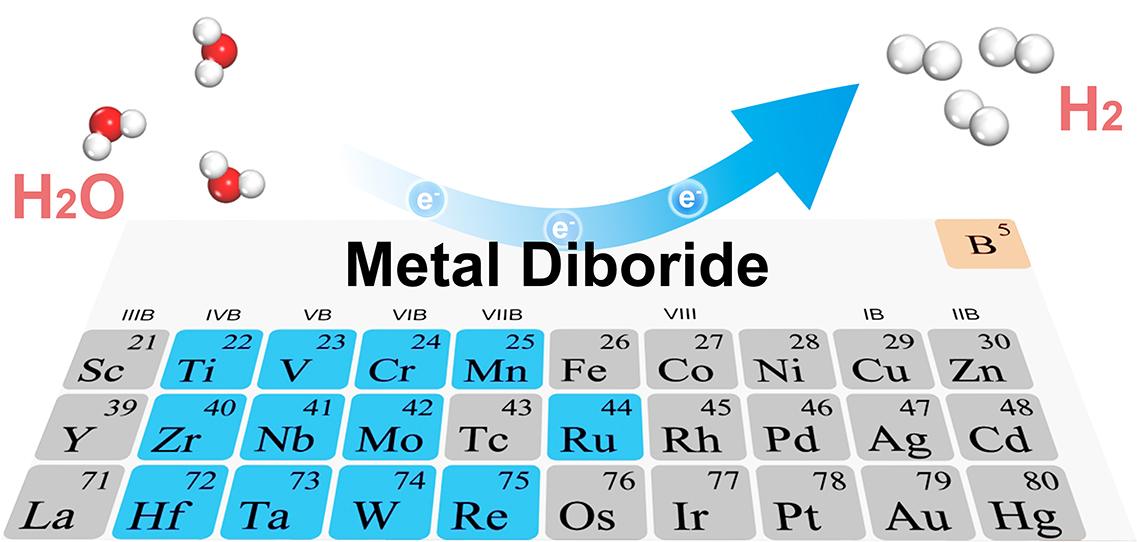 H2O
H2
e-
e-
e-
Metal Diboride
B 5
IIIB IVB VB VIB VIIB VIII IB IIB
21 22 23 24 25 26 27 28 29 30
Sc Ti V Cr Mn Fe Co Ni Cu Zn
39 40 41 42 43 44 45 46 47 48
Y Zr Nb Mo Tc Ru Rh Pd Ag Cd
71 72 73 74 75 76 77 78 79 80
La Hf Ta W Re Os Ir Pt Au Hg